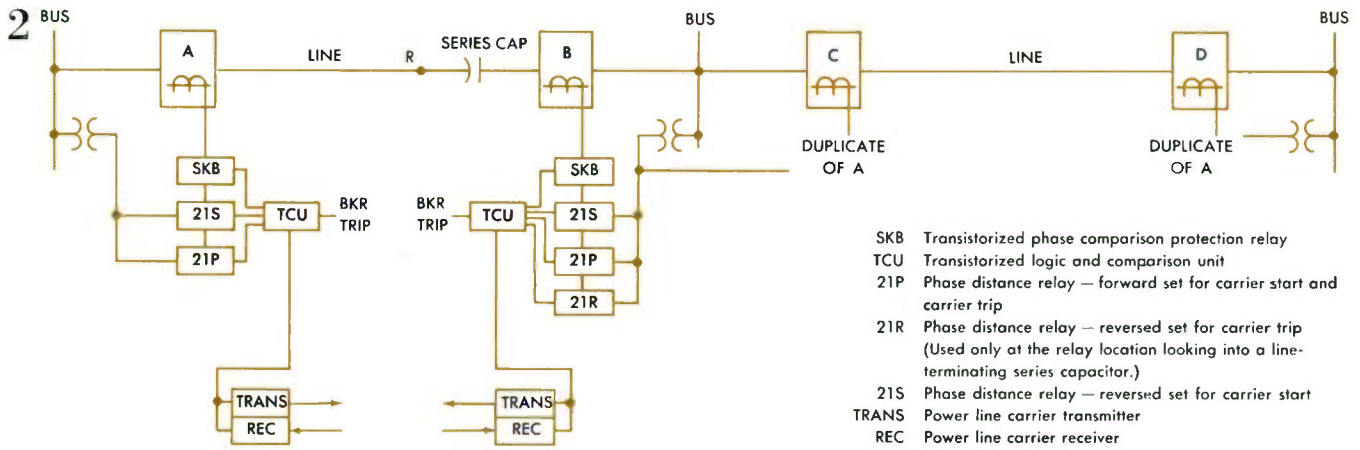 2
BUS
BUS
BUS
A
LINE
R
SERIES CAP
B
C
LINE
D
DUPLICATE
OF A
DUPLICATE
OF A
SKB
21S
21P
TCU
BKR
TRIP
BKR
TRIP
TCU
SKB
21S
21P
21R
TRANS
REC
TRANS
REC
SKB Transistorized phase comparison protection relay
TCU Transistorized logic and comparison unit
21P Phase distance relay — forward set for carrier start and
carrier trip
21R Phase distance relay — reversed set for carrier trip
(Used only at the relay location looking into a line-
terminating series capacitor.)
21S Phase distance relay — reversed set for carrier start
TRANS Power line carrier transmitter
REC Power line carrier receiver